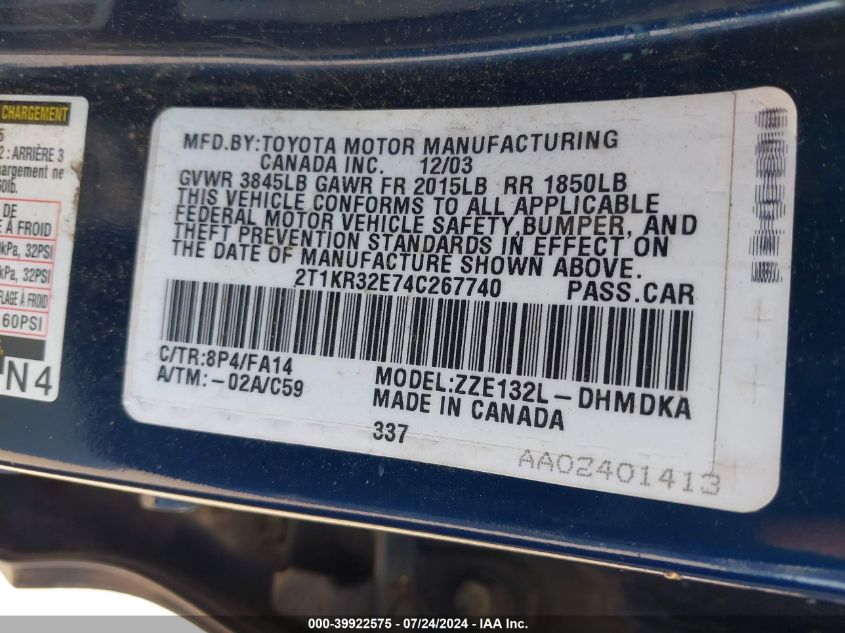 CHARGEMENT
5
2 : ARRIÈRE 3
chargement ne
60lb.
DE
À FROID
kPa, 32PSI
kPa, 32PSI
FLAGE À FROID
60PSI
N4
MFD.BY:TOYOTA MOTOR MANUFACTURING
CANADA INC. 12/03
GVWR 3845LB GAWR FR 2015LB RR 1850LB
THIS VEHICLE CONFORMS TO ALL APPLICABLE
FEDERAL MOTOR VEHICLE SAFETY,BUMPER, AND
THEFT PREVENTION STANDARDS IN EFFECT ON
THE DATE OF MANUFACTURE SHOWN ABOVE.
2T1KR32E74C267740 PASS.CAR
C/TR:8P4/FA14
A/TM:-02A/C59
MODEL:ZZE132L-DHMDKA
MADE IN CANADA
337
AA02401413
000-39922575 - 07/24/2024 - IAA Inc.